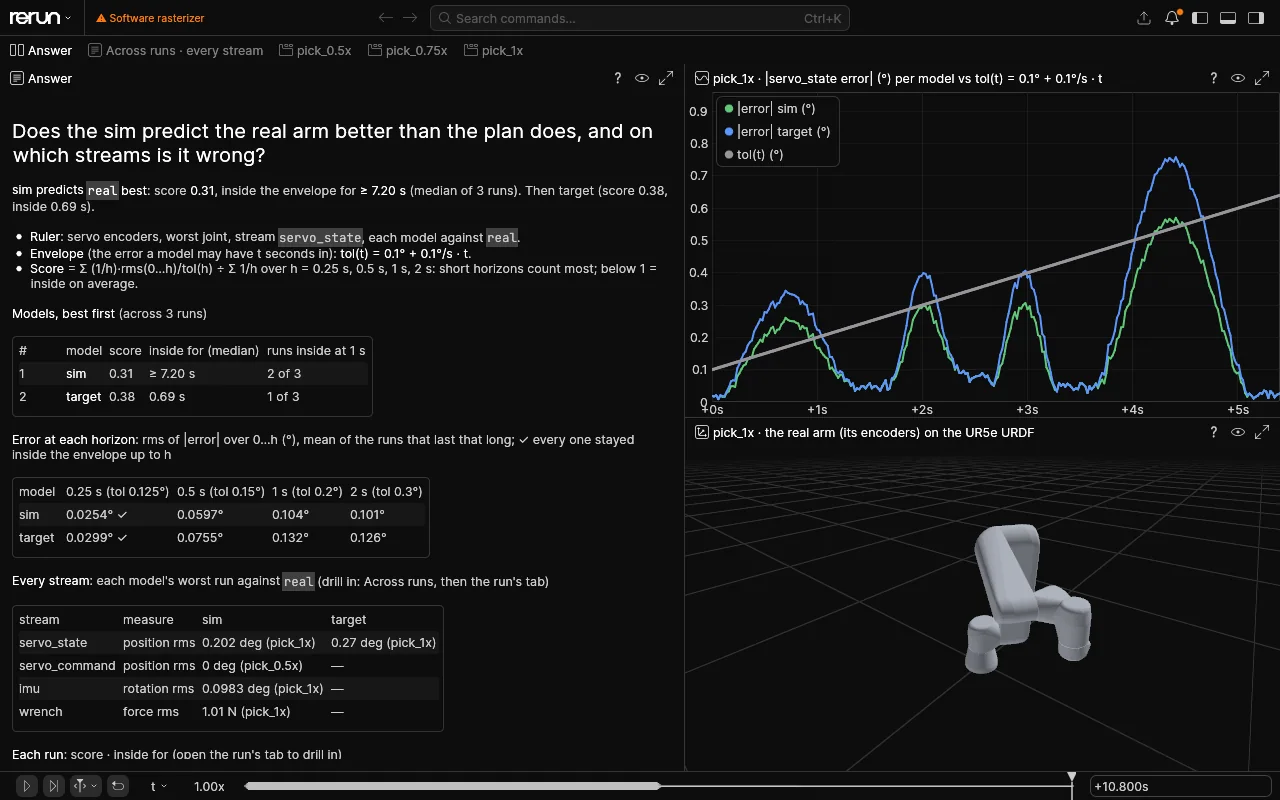 rerun
Software rasterizer
Search commands...
Ctrl+K
Answer
Across runs · every stream
pick_0.5x
pick_0.75x
pick_1x
Answer
?
Does the sim predict the real arm better than the plan does, and on
which streams is it wrong?
sim predicts real best: score 0.31, inside the envelope for ≥ 7.20 s (median of 3 runs). Then target (score 0.38,
inside 0.69 s).
• Ruler: servo encoders, worst joint, stream servo_state, each model against real.
• Envelope (the error a model may have t seconds in): tol(t) = 0.1° + 0.1°/s · t.
• Score = Σ (1/h)·rms(0…h)/tol(h) ÷ Σ 1/h over h = 0.25 s, 0.5 s, 1 s, 2 s: short horizons count most; below 1 =
inside on average.
Models, best first (across 3 runs)
# model score inside for (median) runs inside at 1 s
1 sim 0.31 ≥ 7.20 s 2 of 3
2 target 0.38 0.69 s 1 of 3
Error at each horizon: rms of |error| over 0…h (°), mean of the runs that last that long; ✓ every one stayed
inside the envelope up to h
model 0.25 s (tol 0.125°) 0.5 s (tol 0.15°) 1 s (tol 0.2°) 2 s (tol 0.3°)
sim 0.0254° ✓ 0.0597° 0.104° 0.101°
target 0.0299° ✓ 0.0755° 0.132° 0.126°
Every stream: each model's worst run against real (drill in: Across runs, then the run's tab)
stream measure sim target
servo_state position rms 0.202 deg (pick_1x) 0.27 deg (pick_1x)
servo_command position rms 0 deg (pick_0.5x) —
imu rotation rms 0.0983 deg (pick_1x) —
wrench force rms 1.01 N (pick_1x) —
Each run: score · inside for (open the run's tab to drill in)
pick_1x · |servo_state error| (°) per model vs tol(t) = 0.1° + 0.1°/s · t
?
|error| sim (°)
|error| target (°)
tol(t) (°)
0.9
0.8
0.7
0.6
0.5
0.4
0.3
0.2
0.1
0
+0s
+1s
+2s
+3s
+4s
+5s
pick_1x · the real arm (its encoders) on the UR5e URDF
?
t
1.00x
+10.800s